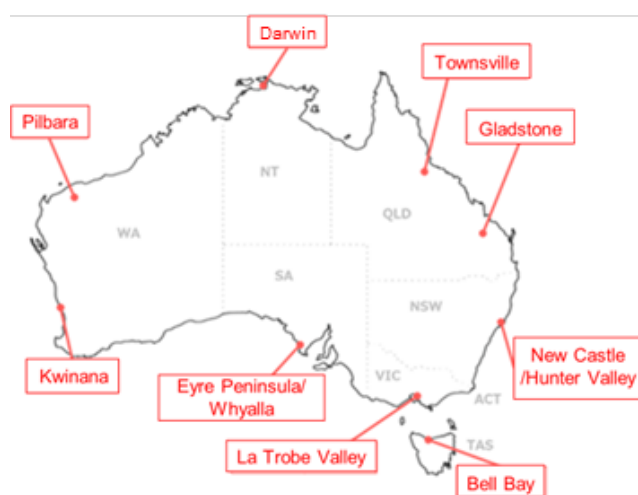 Darwin
Townsville
Pilbara
Gladstone
NT
QLD
WA
SA
NSW
Kwinana
Eyre Peninsula/
Whyalla
VIC
New Castle
/Hunter Valley
ACT
La Trobe Valley
TAS
Bell Bay